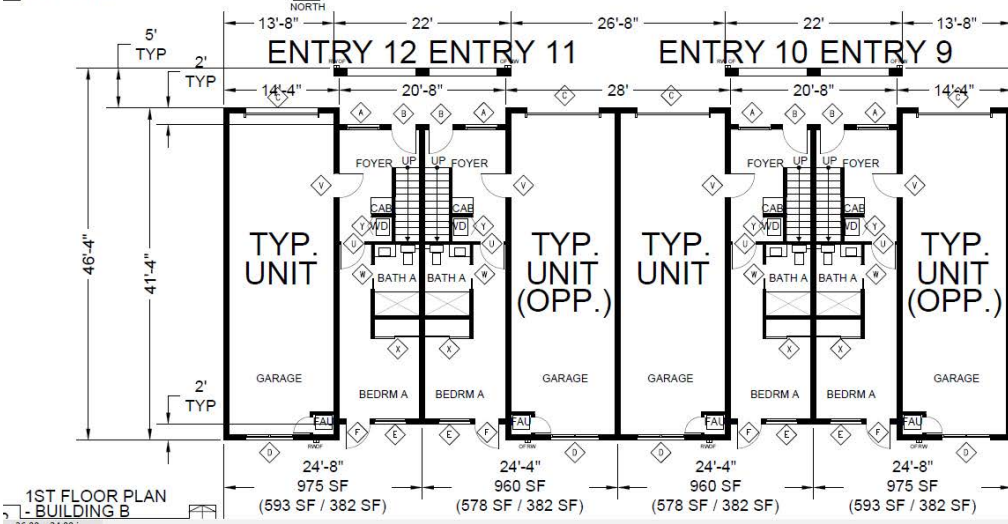 NORTH
13'-8" 22' 26'-8" 22' 13'-8"
5'
TYP
ENTRY 12 ENTRY 11 ENTRY 10 ENTRY 9
2'
TYP
14'-4" 20'-8" 28' 20'-8" 14'-4"
C C C C
A B B A A B B A
FOYER UP UP FOYER FOYER UP UP FOYER
V V V V
CAB CAB CAB CAB
WD Y WD Y Y WD WD Y
U U U U
46'-4"
41'-4"
TYP. TYP. TYP. TYP.
UNIT UNIT UNIT UNIT
(OPP.) (OPP.)
W BATH A BATH A W W BATH A BATH A W
X X X X
GARAGE GARAGE GARAGE GARAGE
2'
TYP
BEDRM A BEDRM A BEDRM A BEDRM A
FAU FAU FAU FAU
F E E F F E E F
D D D D
24'-8" 24'-4" 24'-4" 24'-8"
975 SF 960 SF 960 SF 975 SF
(593 SF / 382 SF) (578 SF / 382 SF) (578 SF / 382 SF) (593 SF / 382 SF)
1ST FLOOR PLAN
- BUILDING B